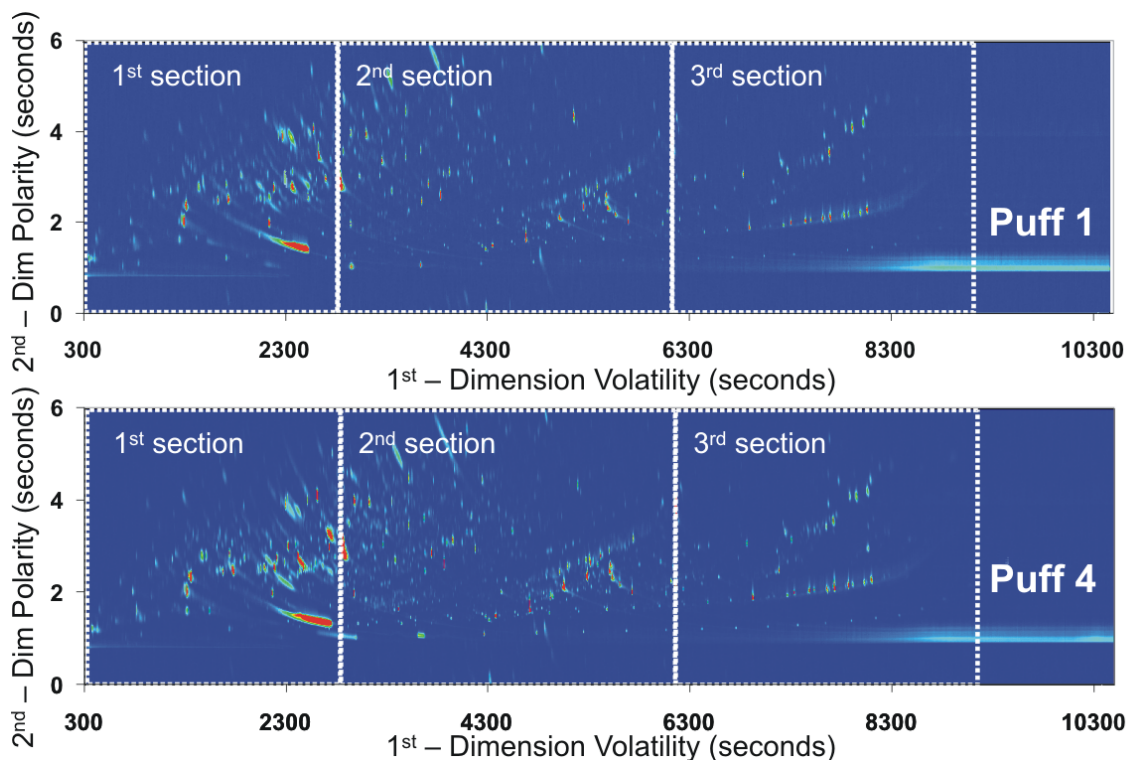 2nd – Dim Polarity (seconds)
6
4
2
0
1st section
2nd section
3rd section
Puff 1
300 2300 4300 6300 8300 10300
1st – Dimension Volatility (seconds)
2nd – Dim Polarity (seconds)
6
4
2
0
1st section
2nd section
3rd section
Puff 4
300 2300 4300 6300 8300 10300
1st – Dimension Volatility (seconds)